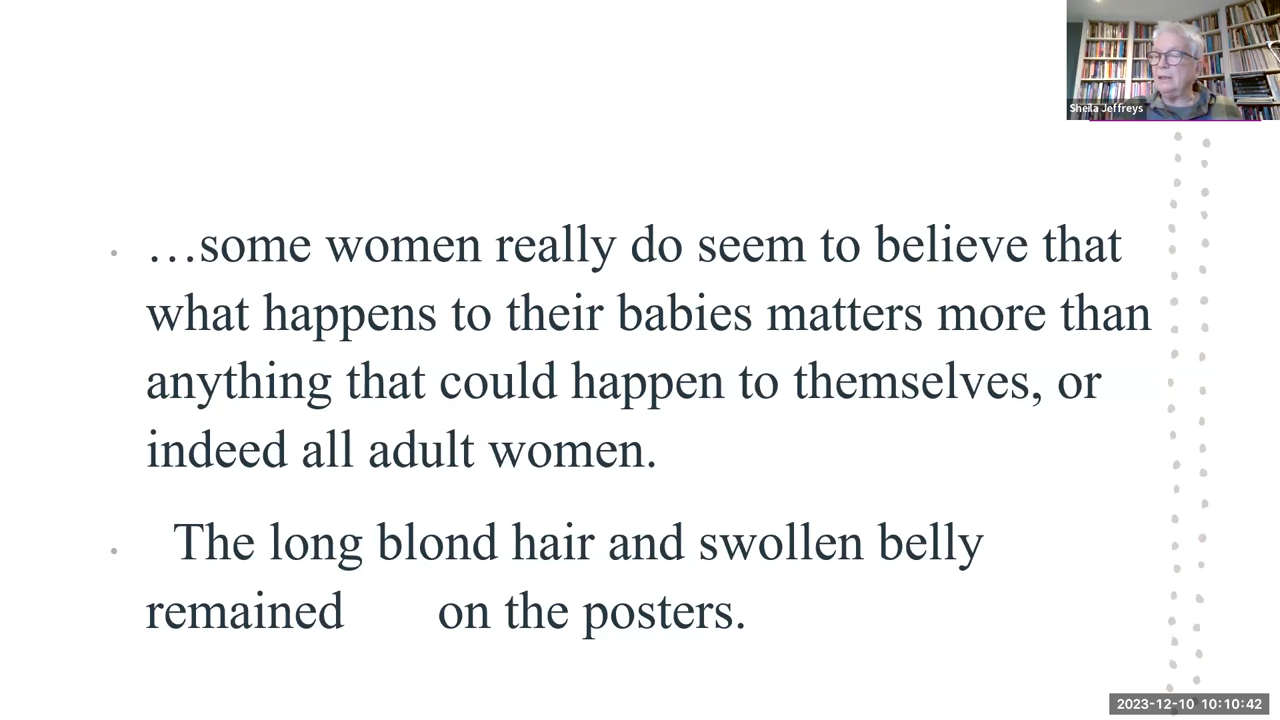 Sheila Jeffreys
…some women really do seem to believe that
what happens to their babies matters more than
anything that could happen to themselves, or
indeed all adult women.
The long blond hair and swollen belly
remained on the posters.
2023-12-10 10:10:42